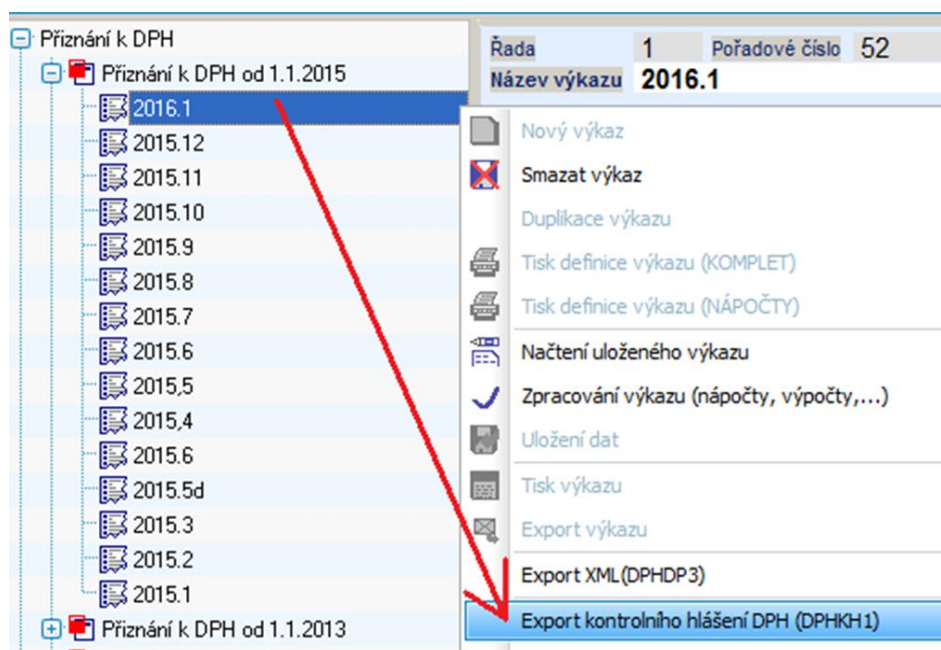 Přiznání k DPH
Přiznání k DPH od 1.1.2015
2016.1
2015.12
2015.11
2015.10
2015.9
2015.8
2015.7
2015.6
2015,5
2015,4
2015.6
2015.5d
2015.3
2015.2
2015.1
Přiznání k DPH od 1.1.2013
Řada 1 Pořadové číslo 52
Název výkazu 2016.1
Nový výkaz
Smazat výkaz
Duplikace výkazu
Tisk definice výkazu (KOMPLET)
Tisk definice výkazu (NÁPOČTY)
Načtení uloženého výkazu
Zpracování výkazu (nápočty, výpočty,...)
Uložení dat
Tisk výkazu
Export výkazu
Export XML(DPHDP3)
Export kontrolního hlášení DPH (DPHKH1)